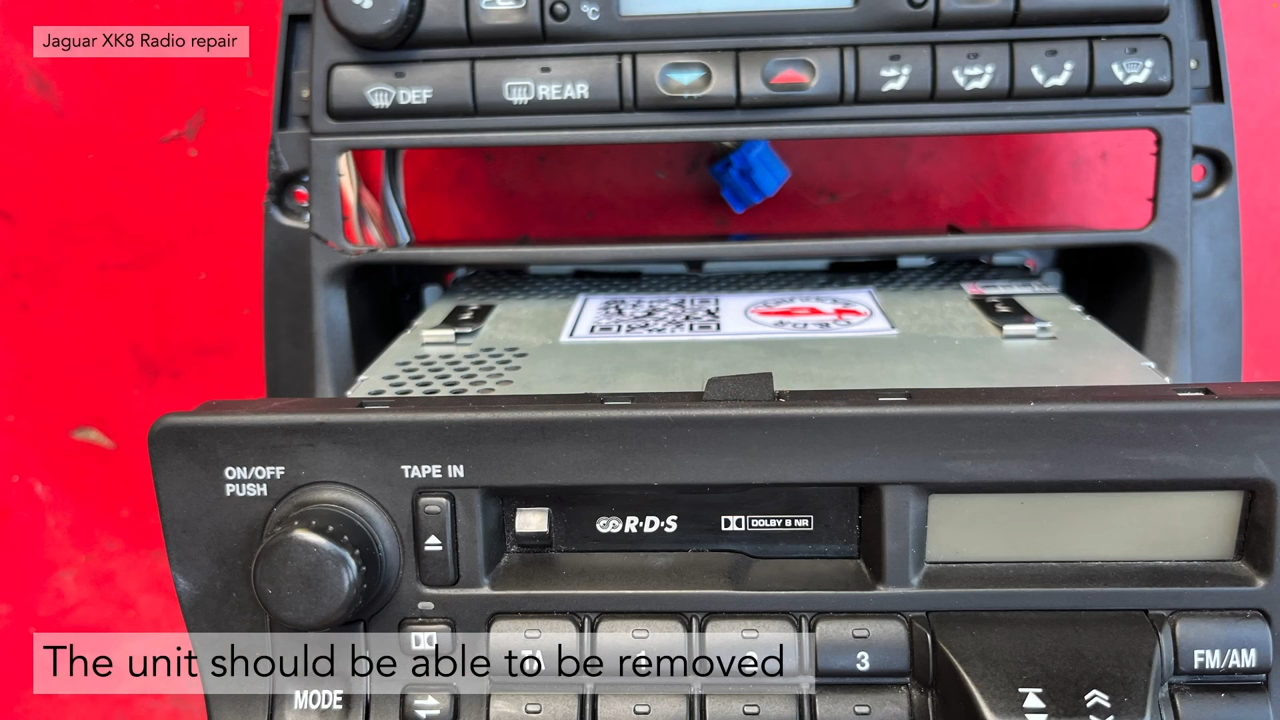 Jaguar XK8 Radio repair
°C
DEF
REAR
ON/OFF
PUSH
TAPE IN
R·D·S
DOLBY B NR
3
FM/AM
The unit should be able to be removed
MODE